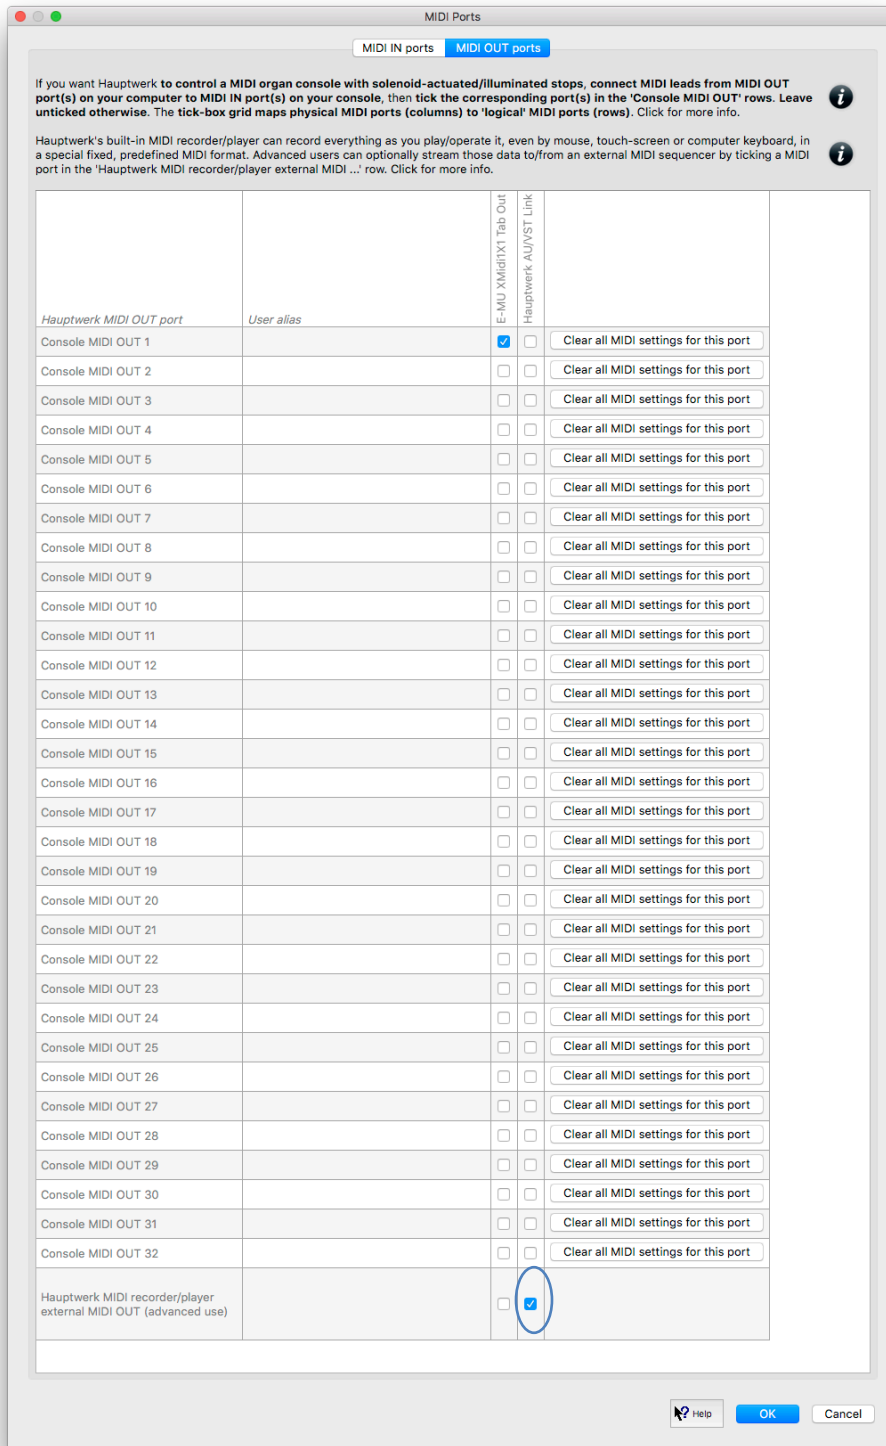 MIDI Ports
MIDI IN ports
MIDI OUT ports
If you want Hauptwerk to control a MIDI organ console with solenoid-actuated/illuminated stops, connect MIDI leads from MIDI OUT
port(s) on your computer to MIDI IN port(s) on your console, then tick the corresponding port(s) in the 'Console MIDI OUT' rows. Leave
unticked otherwise. The tick-box grid maps physical MIDI ports (columns) to 'logical' MIDI ports (rows). Click for more info.
Hauptwerk's built-in MIDI recorder/player can record everything as you play/operate it, even by mouse, touch-screen or computer keyboard, in
a special fixed, predefined MIDI format. Advanced users can optionally stream those data to/from an external MIDI sequencer by ticking a MIDI
port in the 'Hauptwerk MIDI recorder/player external MIDI ...' row. Click for more info.
Hauptwerk MIDI OUT port
User alias
E-MU XMidi1X1 Tab Out
Hauptwerk AU/VST Link
Console MIDI OUT 1
Clear all MIDI settings for this port
Console MIDI OUT 2
Clear all MIDI settings for this port
Console MIDI OUT 3
Clear all MIDI settings for this port
Console MIDI OUT 4
Clear all MIDI settings for this port
Console MIDI OUT 5
Clear all MIDI settings for this port
Console MIDI OUT 6
Clear all MIDI settings for this port
Console MIDI OUT 7
Clear all MIDI settings for this port
Console MIDI OUT 8
Clear all MIDI settings for this port
Console MIDI OUT 9
Clear all MIDI settings for this port
Console MIDI OUT 10
Clear all MIDI settings for this port
Console MIDI OUT 11
Clear all MIDI settings for this port
Console MIDI OUT 12
Clear all MIDI settings for this port
Console MIDI OUT 13
Clear all MIDI settings for this port
Console MIDI OUT 14
Clear all MIDI settings for this port
Console MIDI OUT 15
Clear all MIDI settings for this port
Console MIDI OUT 16
Clear all MIDI settings for this port
Console MIDI OUT 17
Clear all MIDI settings for this port
Console MIDI OUT 18
Clear all MIDI settings for this port
Console MIDI OUT 19
Clear all MIDI settings for this port
Console MIDI OUT 20
Clear all MIDI settings for this port
Console MIDI OUT 21
Clear all MIDI settings for this port
Console MIDI OUT 22
Clear all MIDI settings for this port
Console MIDI OUT 23
Clear all MIDI settings for this port
Console MIDI OUT 24
Clear all MIDI settings for this port
Console MIDI OUT 25
Clear all MIDI settings for this port
Console MIDI OUT 26
Clear all MIDI settings for this port
Console MIDI OUT 27
Clear all MIDI settings for this port
Console MIDI OUT 28
Clear all MIDI settings for this port
Console MIDI OUT 29
Clear all MIDI settings for this port
Console MIDI OUT 30
Clear all MIDI settings for this port
Console MIDI OUT 31
Clear all MIDI settings for this port
Console MIDI OUT 32
Clear all MIDI settings for this port
Hauptwerk MIDI recorder/player
external MIDI OUT (advanced use)
Help
OK
Cancel